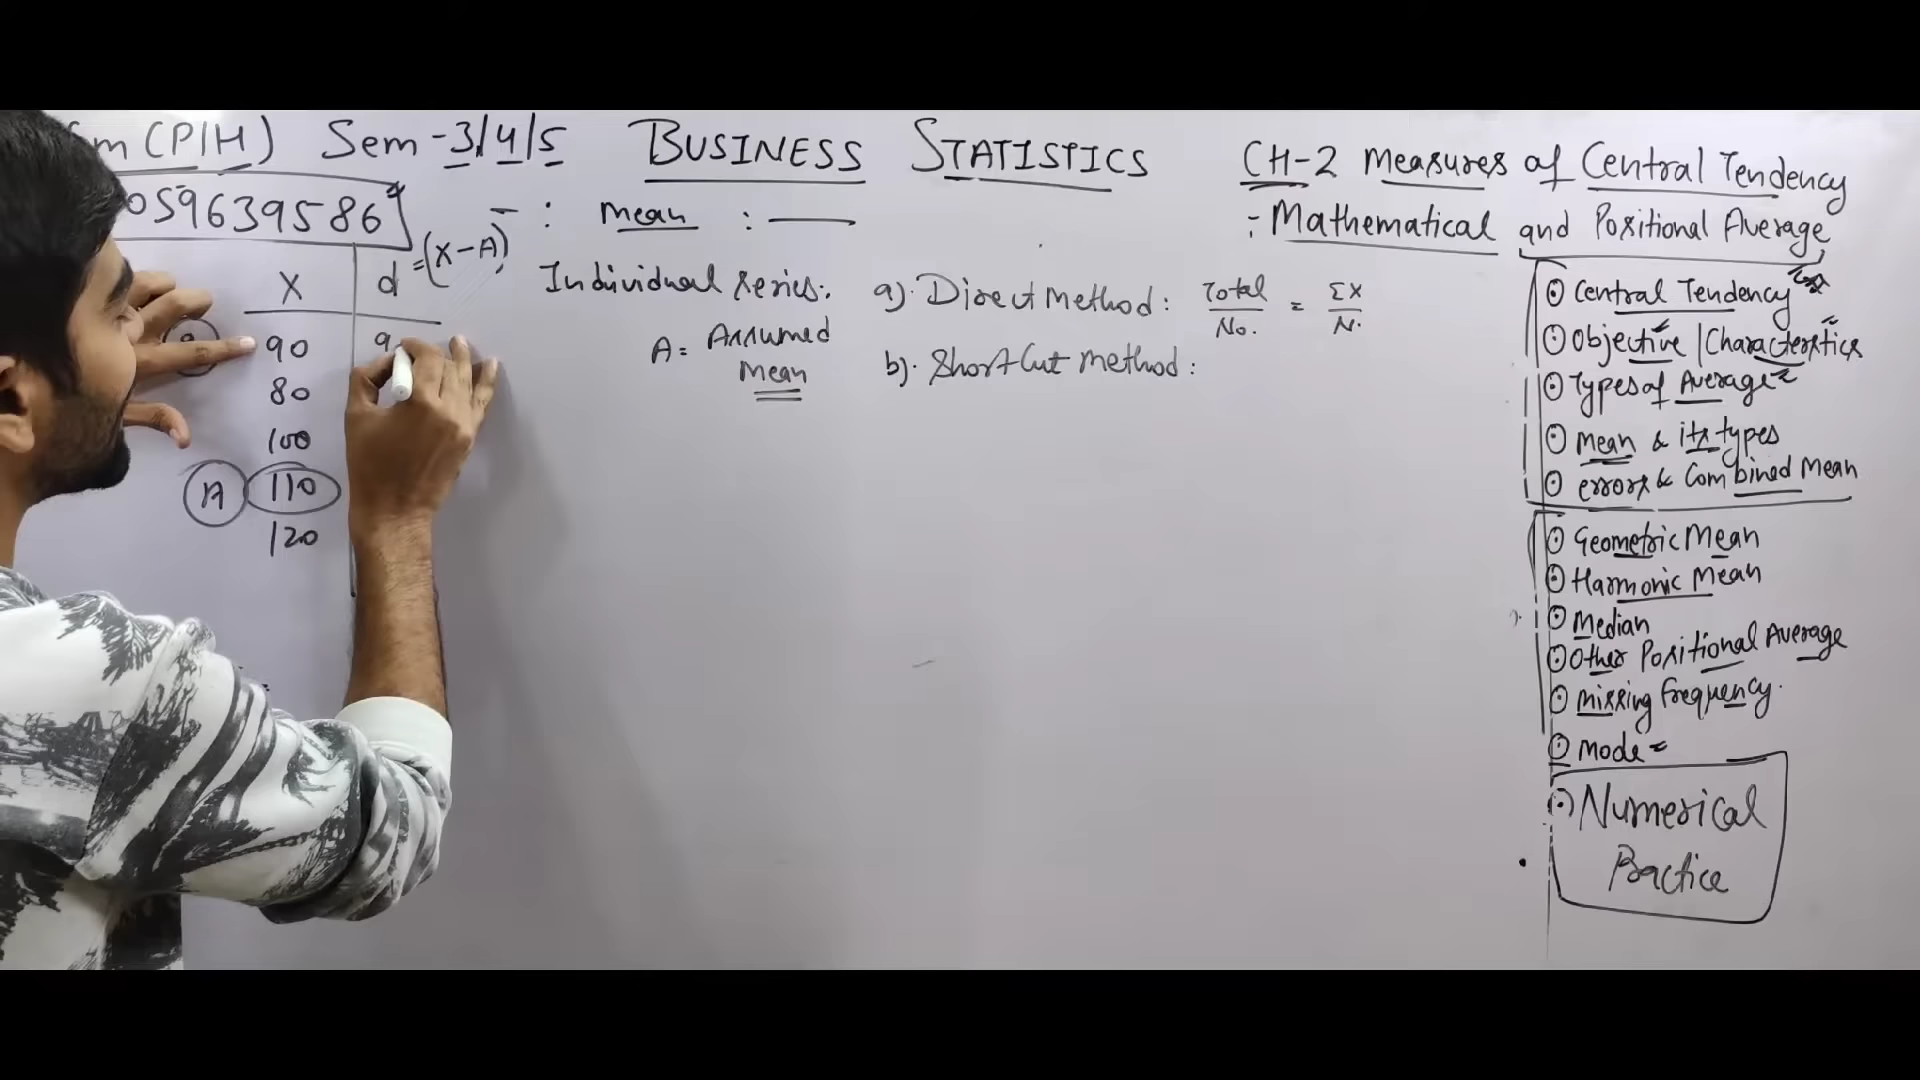 m (P/H) Sem-3/4/5
BUSINESS STATISTICS
CH-2 Measures of Central Tendency
:- Mathematical and Positional Average
059639586
- : Mean : —
X
d = (X-A)
90
80
100
A 110
120
9
Individual Series:
A = Assumed Mean
a). Direct Method: Total/No. = ΣX/N.
b). Short Cut Method:
Central Tendency
Objective / Characteristics
Types of Average
Mean & its types
errors & Combined Mean
Geometric Mean
Harmonic Mean
Median
Other Positional Average
Missing Frequency.
Mode
Numerical
Practice